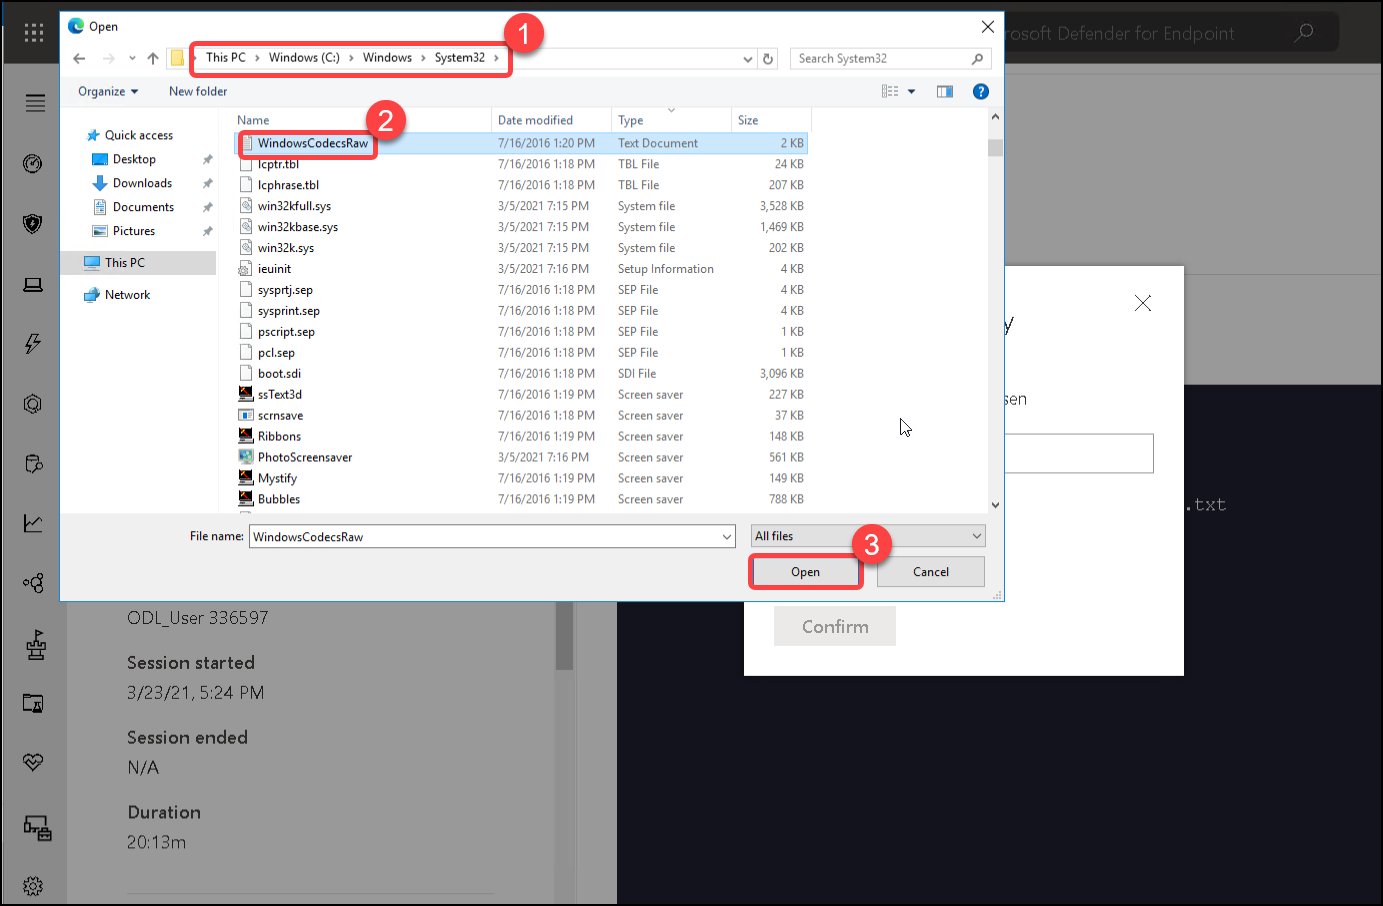 Open
1
rosoft Defender for Endpoint
This PC > Windows (C:) > Windows > System32 >
Search System32
Organize
New folder
Name Date modified Type Size
2
Quick access
Desktop
Downloads
Documents
Pictures
This PC
Network
WindowsCodecsRaw 7/16/2016 1:20 PM Text Document 2 KB
lcptr.tbl 7/16/2016 1:18 PM TBL File 24 KB
lcphrase.tbl 7/16/2016 1:18 PM TBL File 207 KB
win32kfull.sys 3/5/2021 7:15 PM System file 3,528 KB
win32kbase.sys 3/5/2021 7:15 PM System file 1,469 KB
win32k.sys 3/5/2021 7:15 PM System file 202 KB
ieuinit 3/5/2021 7:16 PM Setup Information 4 KB
sysprtj.sep 7/16/2016 1:18 PM SEP File 4 KB
sysprint.sep 7/16/2016 1:18 PM SEP File 4 KB
pscript.sep 7/16/2016 1:18 PM SEP File 1 KB
pcl.sep 7/16/2016 1:18 PM SEP File 1 KB
boot.sdi 7/16/2016 1:18 PM SDI File 3,096 KB
ssText3d 7/16/2016 1:19 PM Screen saver 227 KB
scrnsave 7/16/2016 1:18 PM Screen saver 37 KB
Ribbons 7/16/2016 1:19 PM Screen saver 148 KB
PhotoScreensaver 3/5/2021 7:16 PM Screen saver 561 KB
Mystify 7/16/2016 1:19 PM Screen saver 149 KB
Bubbles 7/16/2016 1:19 PM Screen saver 788 KB
y
sen
.txt
File name: WindowsCodecsRaw
All files
3
Open
Cancel
Confirm
ODL_User 336597
Session started
3/23/21, 5:24 PM
Session ended
N/A
Duration
20:13m